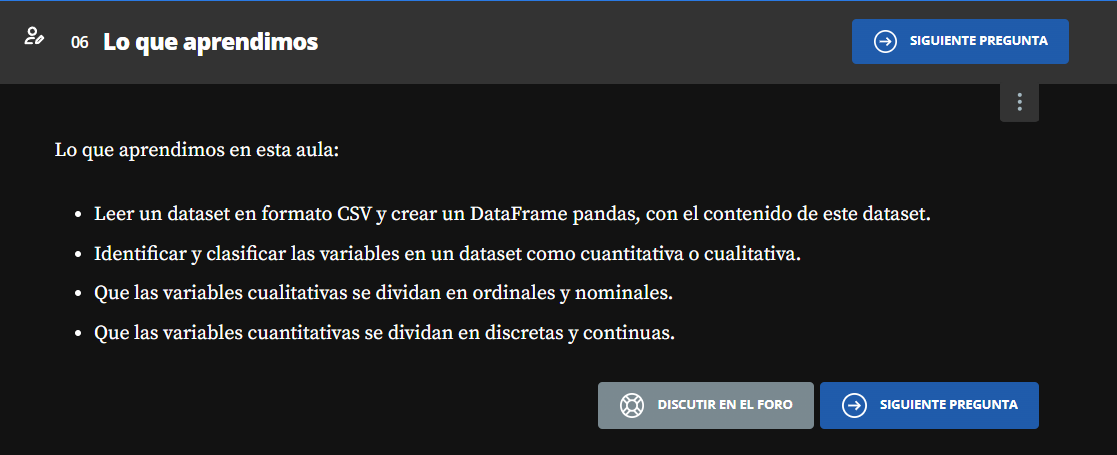 06 Lo que aprendimos
SIGUIENTE PREGUNTA
Lo que aprendimos en esta aula:
• Leer un dataset en formato CSV y crear un DataFrame pandas, con el contenido de este dataset.
• Identificar y clasificar las variables en un dataset como cuantitativa o cualitativa.
• Que las variables cualitativas se dividan en ordinales y nominales.
• Que las variables cuantitativas se dividan en discretas y continuas.
DISCUTIR EN EL FORO
SIGUIENTE PREGUNTA